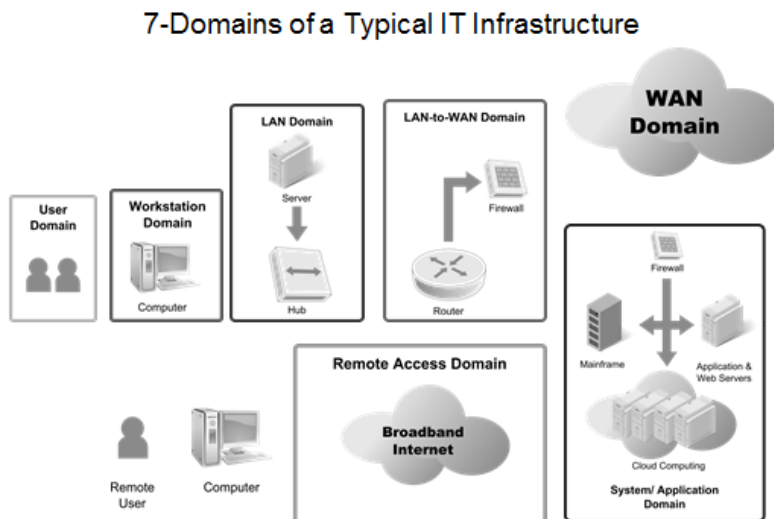 7-Domains of a Typical IT Infrastructure
User
Domain
Workstation
Domain
Computer
LAN Domain
Server
Hub
LAN-to-WAN Domain
Firewall
Router
WAN
Domain
Firewall
Mainframe
Application &
Web Servers
Cloud Computing
System/ Application
Domain
Remote Access Domain
Broadband
Internet
Remote
User
Computer